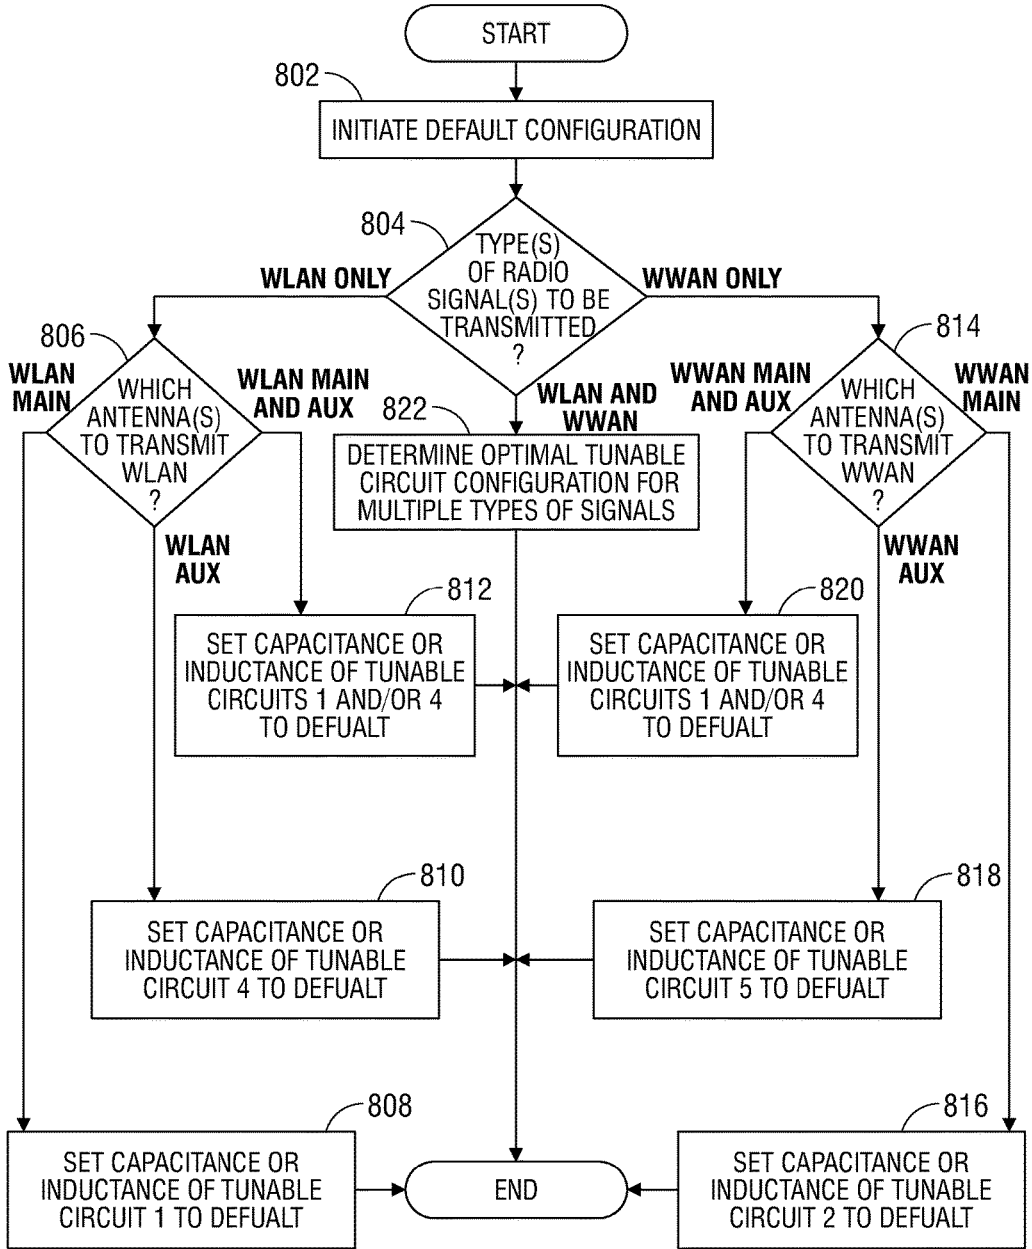 START
802
INITIATE DEFAULT CONFIGURATION
804
TYPE(S)
OF RADIO
SIGNAL(S) TO BE
TRANSMITTED
?
WLAN ONLY
WWAN ONLY
806
WLAN
MAIN
WHICH
ANTENNA(S)
TO TRANSMIT
WLAN
?
WLAN MAIN
AND AUX
WLAN
AUX
822
WLAN AND
WWAN
DETERMINE OPTIMAL TUNABLE
CIRCUIT CONFIGURATION FOR
MULTIPLE TYPES OF SIGNALS
814
WWAN MAIN
AND AUX
WHICH
ANTENNA(S)
TO TRANSMIT
WWAN
?
WWAN
MAIN
WWAN
AUX
812
SET CAPACITANCE OR
INDUCTANCE OF TUNABLE
CIRCUITS 1 AND/OR 4
TO DEFUALT
820
SET CAPACITANCE OR
INDUCTANCE OF TUNABLE
CIRCUITS 1 AND/OR 4
TO DEFUALT
810
SET CAPACITANCE OR
INDUCTANCE OF TUNABLE
CIRCUIT 4 TO DEFUALT
818
SET CAPACITANCE OR
INDUCTANCE OF TUNABLE
CIRCUIT 5 TO DEFUALT
808
SET CAPACITANCE OR
INDUCTANCE OF TUNABLE
CIRCUIT 1 TO DEFUALT
END
816
SET CAPACITANCE OR
INDUCTANCE OF TUNABLE
CIRCUIT 2 TO DEFUALT